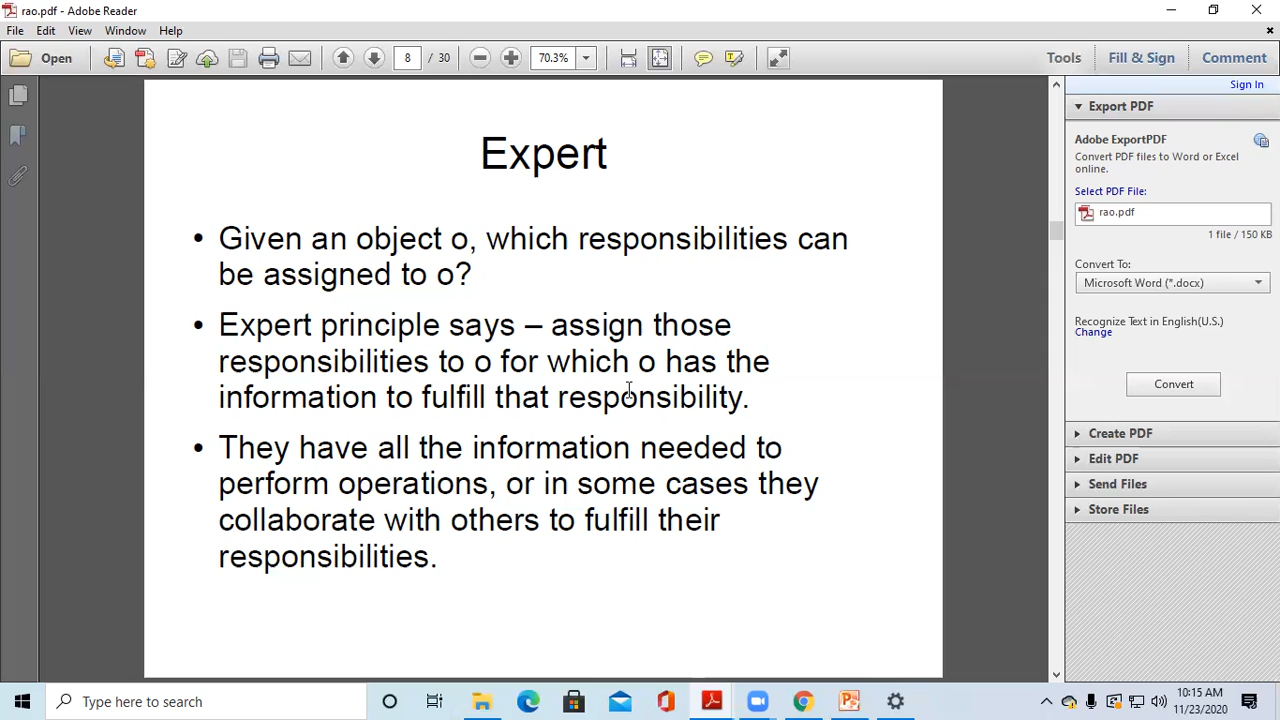 rao.pdf - Adobe Reader
File Edit View Window Help
Open 8 / 30 70.3% Tools Fill & Sign Comment
Sign In
Export PDF
Adobe ExportPDF
Convert PDF files to Word or Excel
online.
Select PDF File:
rao.pdf
1 file / 150 KB
Convert To:
Microsoft Word (*.docx)
Recognize Text in English(U.S.)
Change
Convert
Create PDF
Edit PDF
Send Files
Store Files
Expert
• Given an object o, which responsibilities can
be assigned to o?
• Expert principle says – assign those
responsibilities to o for which o has the
information to fulfill that responsibility.
• They have all the information needed to
perform operations, or in some cases they
collaborate with others to fulfill their
responsibilities.
Type here to search
10:15 AM
11/23/2020